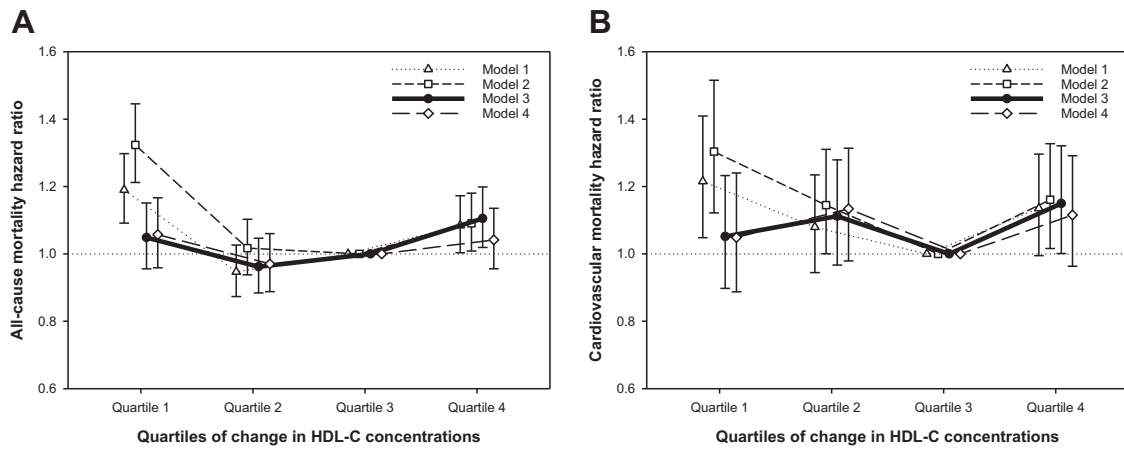 A
1.6
1.4
1.2
1.0
0.8
0.6
All-cause mortality hazard ratio
Model 1
Model 2
Model 3
Model 4
Quartile 1 Quartile 2 Quartile 3 Quartile 4
Quartiles of change in HDL-C concentrations
B
1.6
1.4
1.2
1.0
0.8
0.6
Cardiovascular mortality hazard ratio
Model 1
Model 2
Model 3
Model 4
Quartile 1 Quartile 2 Quartile 3 Quartile 4
Quartiles of change in HDL-C concentrations